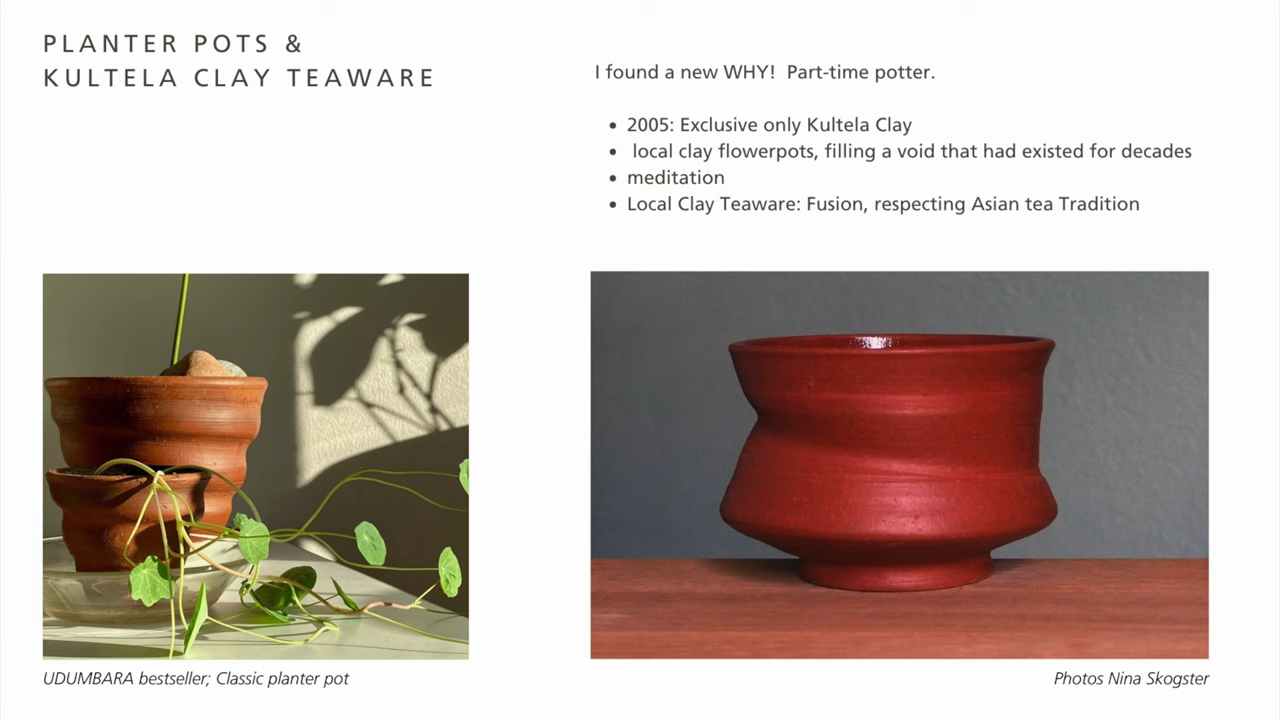 PLANTER POTS &
KULTELA CLAY TEAWARE
I found a new WHY!  Part-time potter.
• 2005: Exclusive only Kultela Clay
• local clay flowerpots, filling a void that had existed for decades
• meditation
• Local Clay Teaware: Fusion, respecting Asian tea Tradition
UDUMBARA bestseller; Classic planter pot
Photos Nina Skogster